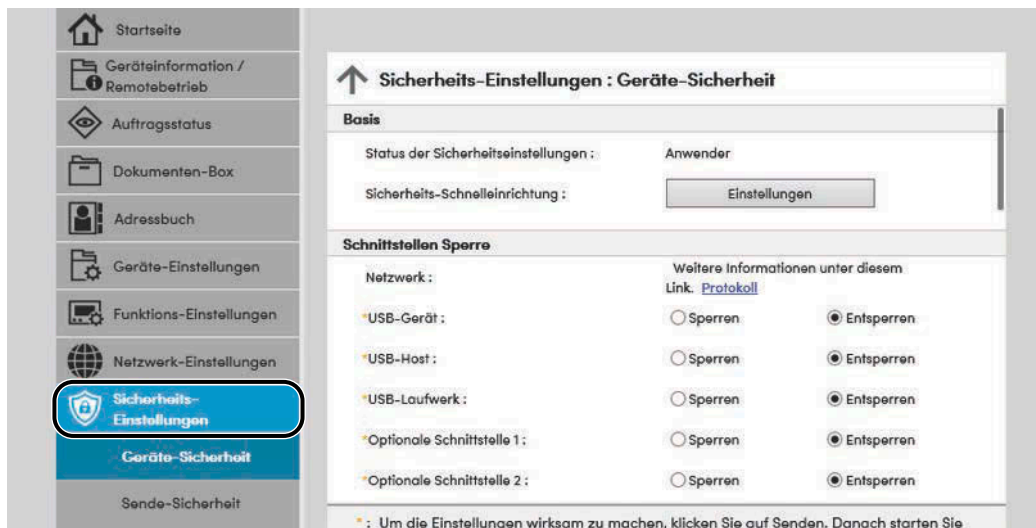 Startseite
Geräteinformation /
Remotebetrieb
Auftragsstatus
Dokumenten-Box
Adressbuch
Geräte-Einstellungen
Funktions-Einstellungen
Netzwerk-Einstellungen
Sicherheits-
Einstellungen
Geräte-Sicherheit
Sende-Sicherheit
Sicherheits-Einstellungen : Geräte-Sicherheit
Basis
Status der Sicherheitseinstellungen : Anwender
Sicherheits-Schnelleinrichtung : Einstellungen
Schnittstellen Sperre
Netzwerk : Weitere Informationen unter diesem
Link. Protokoll
*USB-Gerät : Sperren Entsperren
*USB-Host : Sperren Entsperren
*USB-Laufwerk : Sperren Entsperren
*Optionale Schnittstelle 1 : Sperren Entsperren
*Optionale Schnittstelle 2 : Sperren Entsperren
* : Um die Einstellungen wirksam zu machen, klicken Sie auf Senden. Danach starten Sie